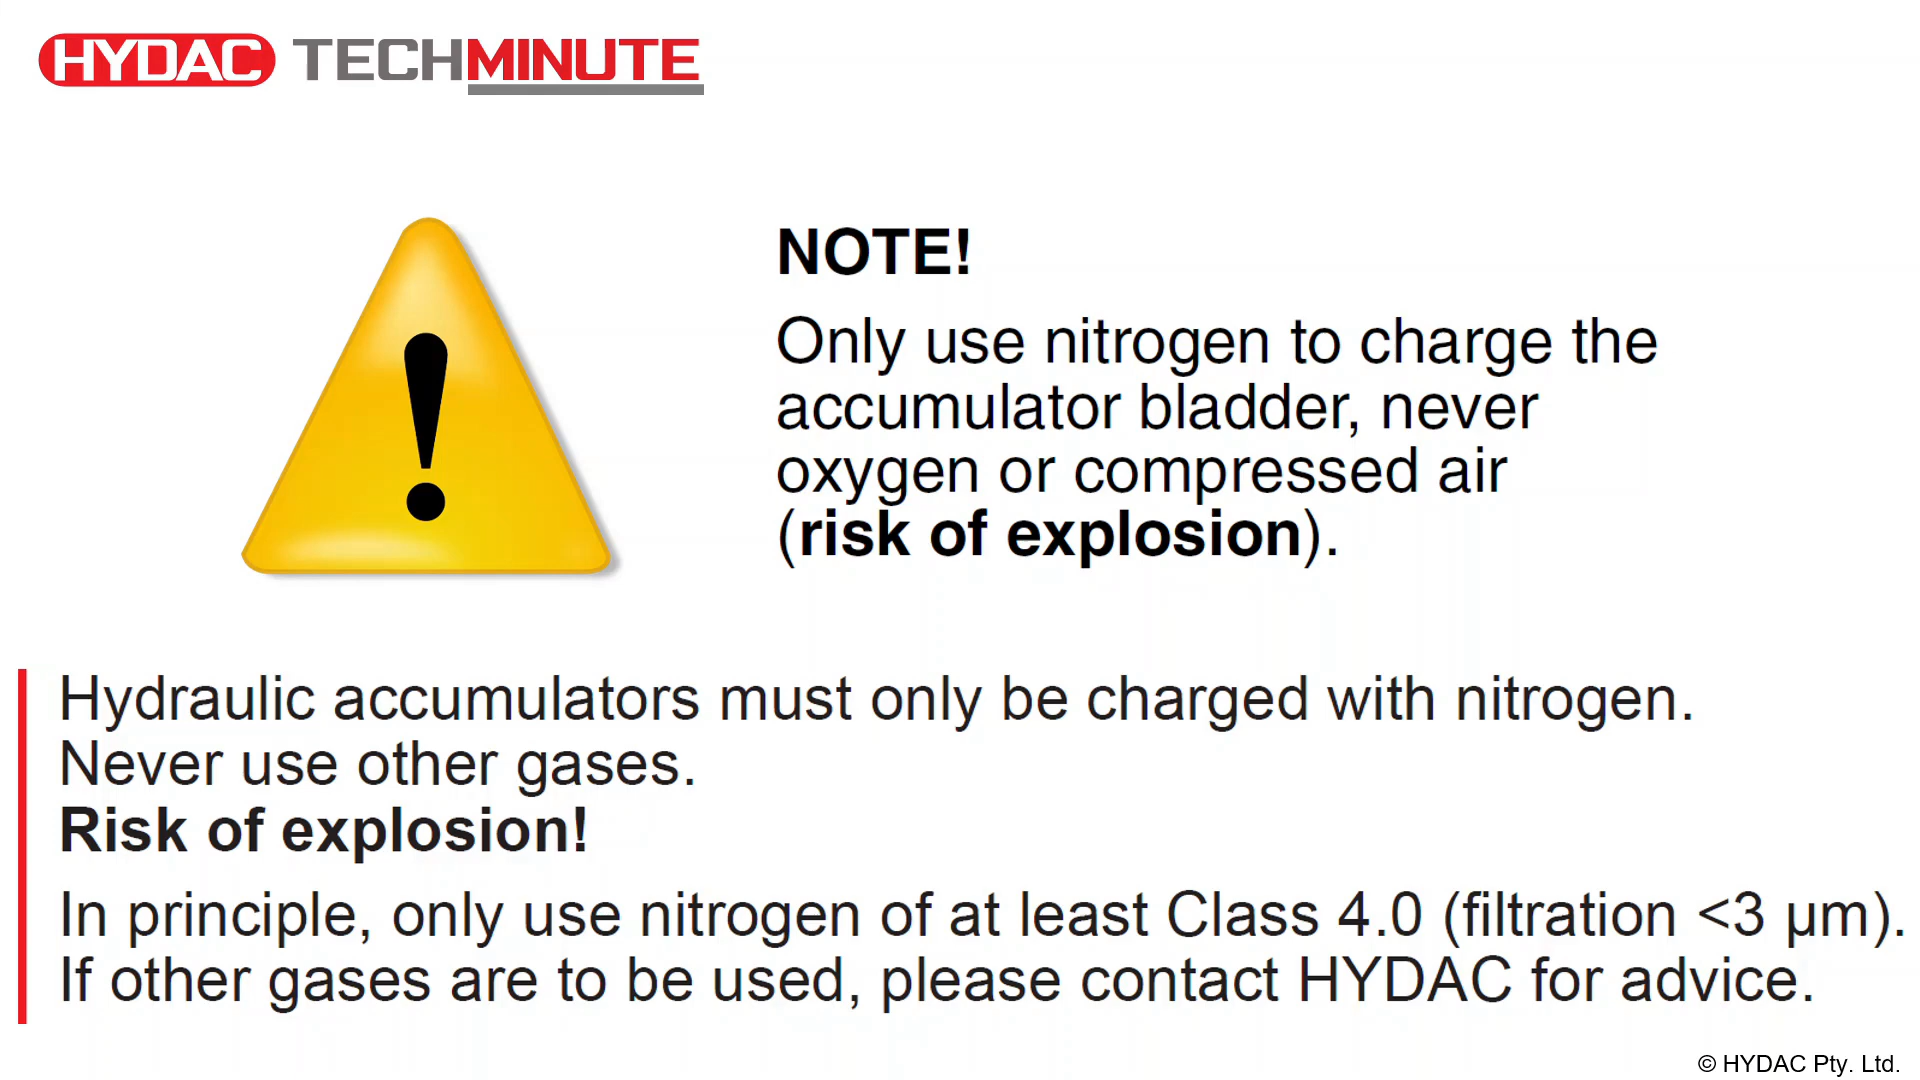 HYDAC TECHMINUTE
NOTE!
Only use nitrogen to charge the
accumulator bladder, never
oxygen or compressed air
(risk of explosion).
Hydraulic accumulators must only be charged with nitrogen.
Never use other gases.
Risk of explosion!
In principle, only use nitrogen of at least Class 4.0 (filtration <3 µm).
If other gases are to be used, please contact HYDAC for advice.
© HYDAC Pty. Ltd.